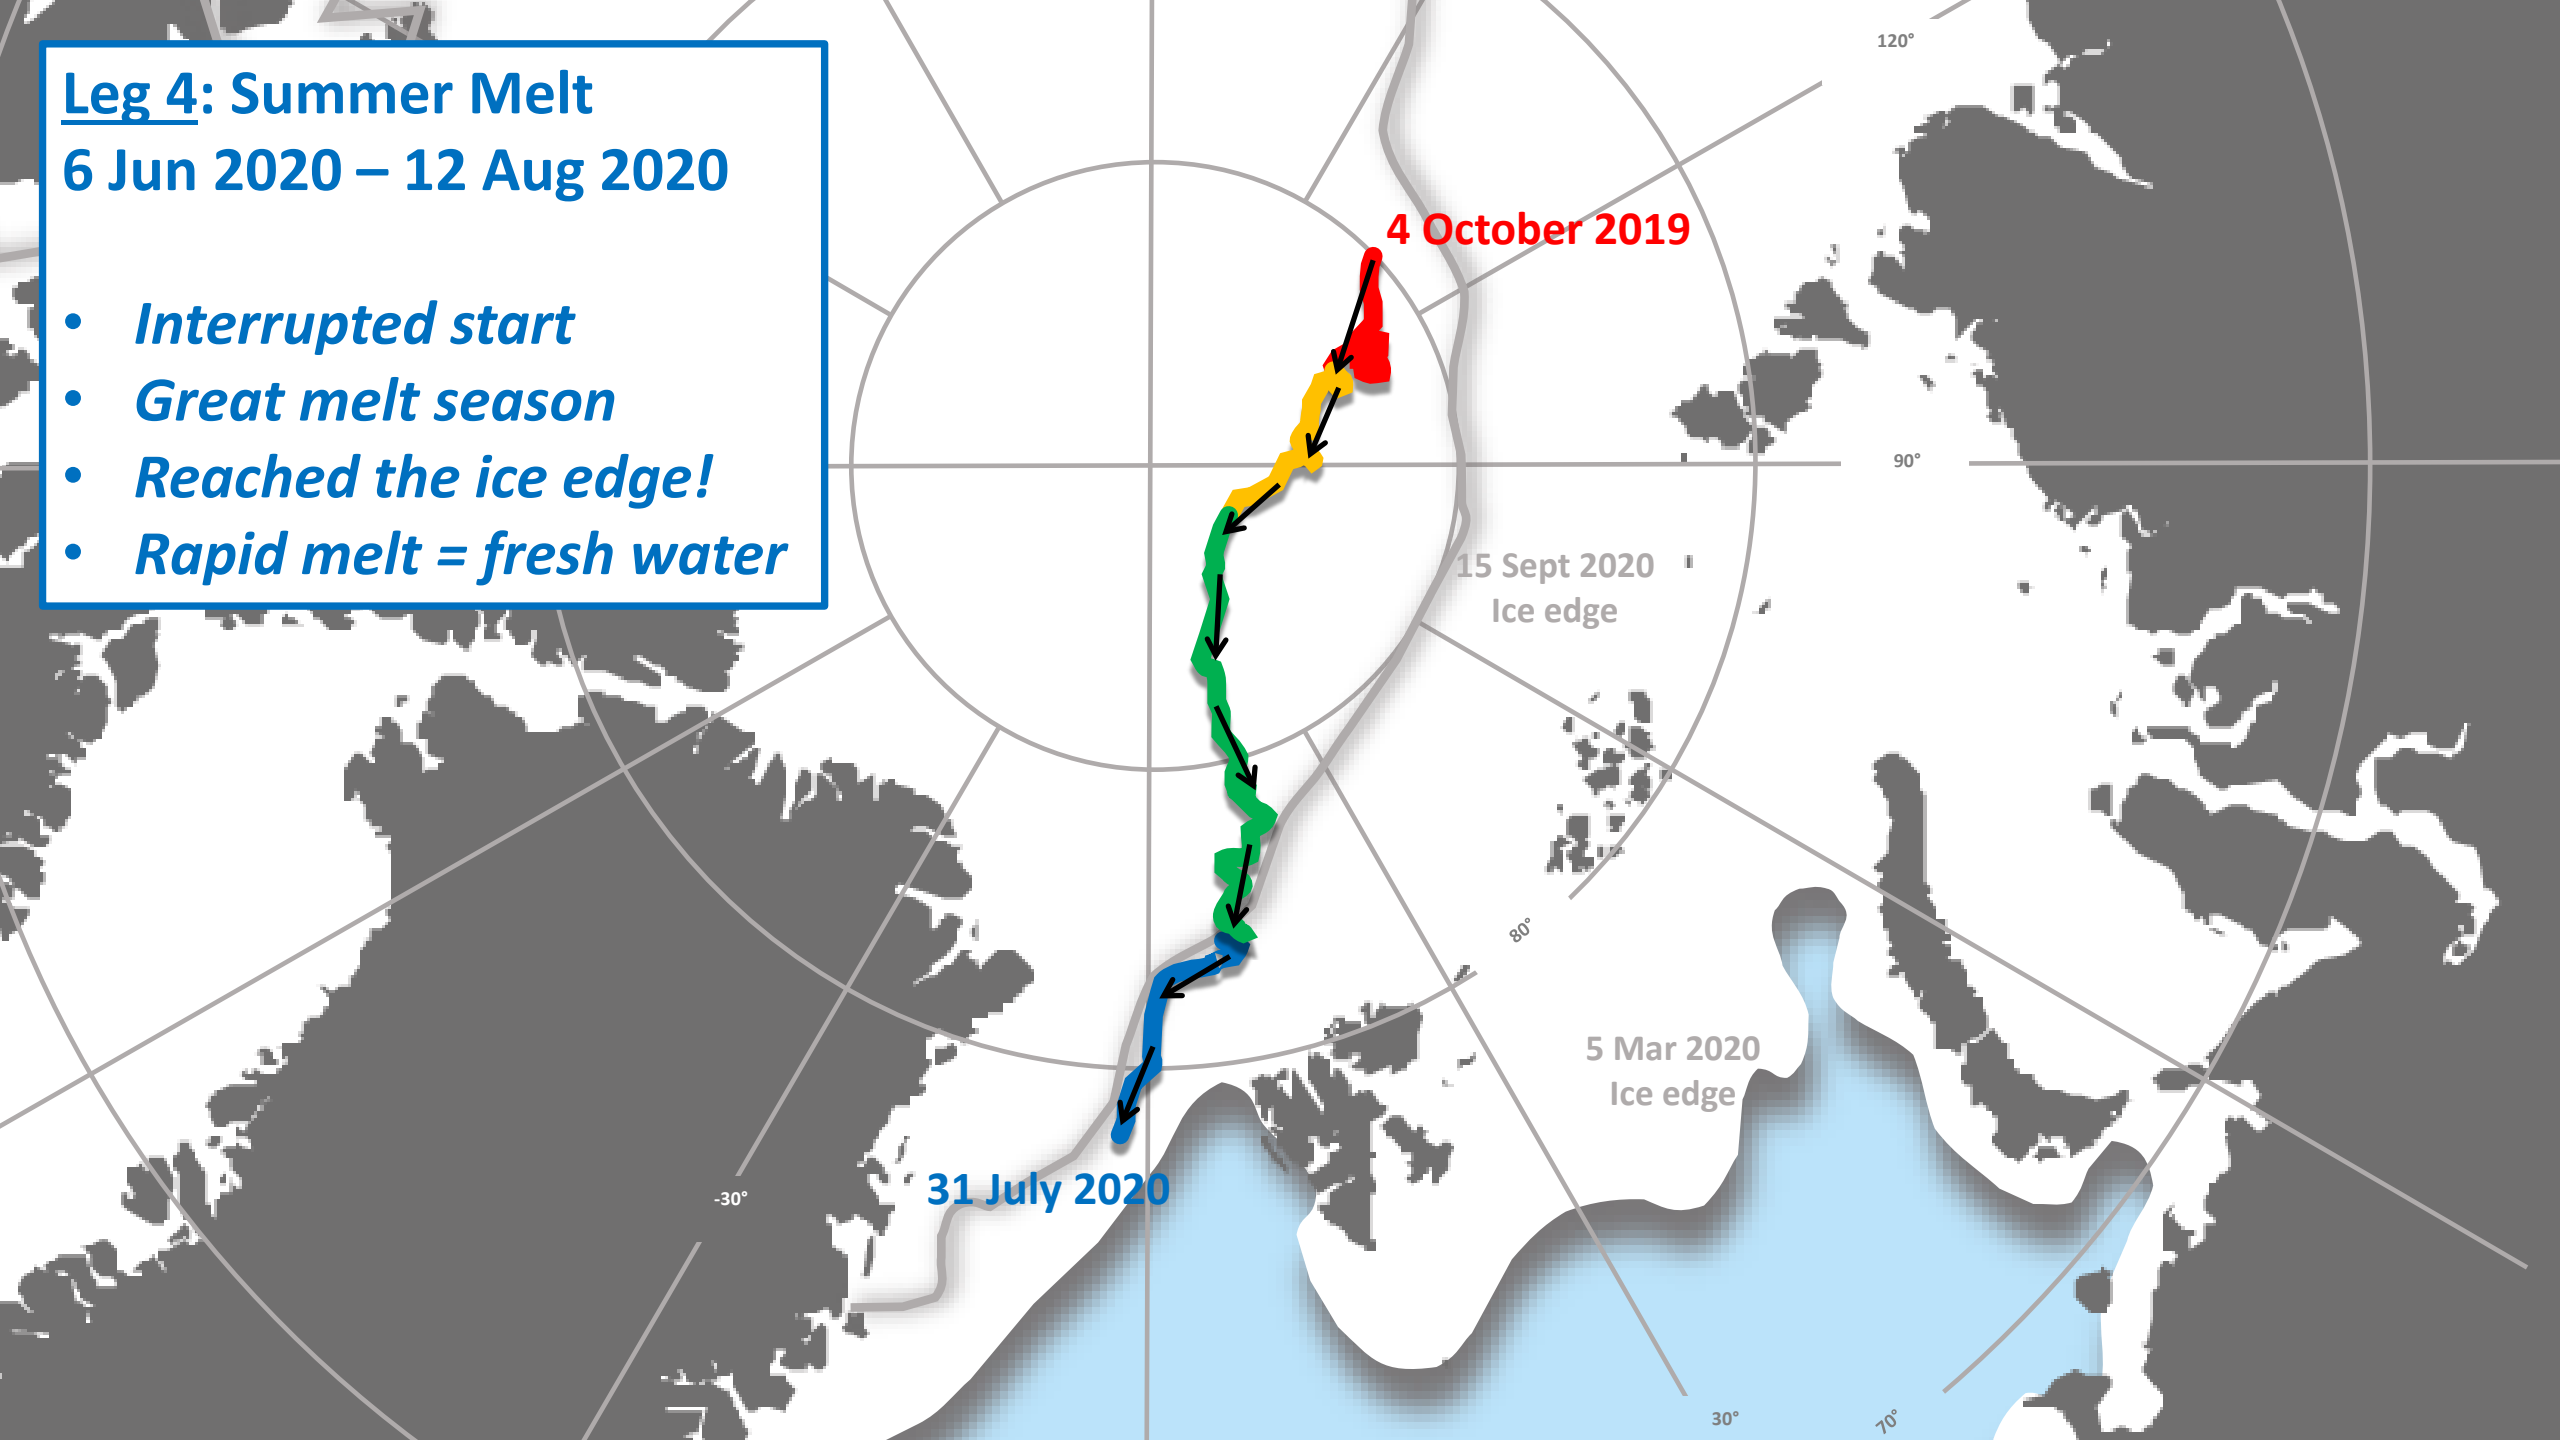 Leg 4: Summer Melt
6 Jun 2020 – 12 Aug 2020
• Interrupted start
• Great melt season
• Reached the ice edge!
• Rapid melt = fresh water
120°
4 October 2019
90°
15 Sept 2020
Ice edge
80°
5 Mar 2020
Ice edge
31 July 2020
-30°
30°
70°